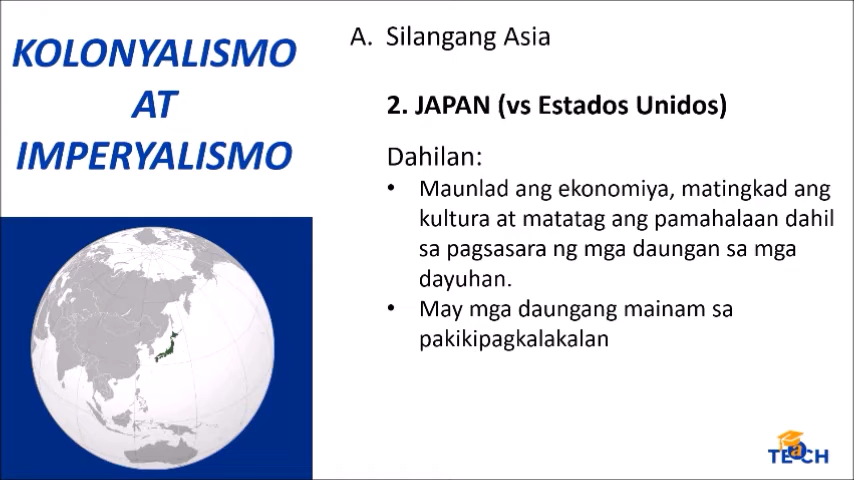 KOLONYALISMO
AT
IMPERYALISMO
A. Silangang Asia
2. JAPAN (vs Estados Unidos)
Dahilan:
• Maunlad ang ekonomiya, matingkad ang
kultura at matatag ang pamahalaan dahil
sa pagsasara ng mga daungan sa mga
dayuhan.
• May mga daungang mainam sa
pakikipagkalakalan
TEaCH